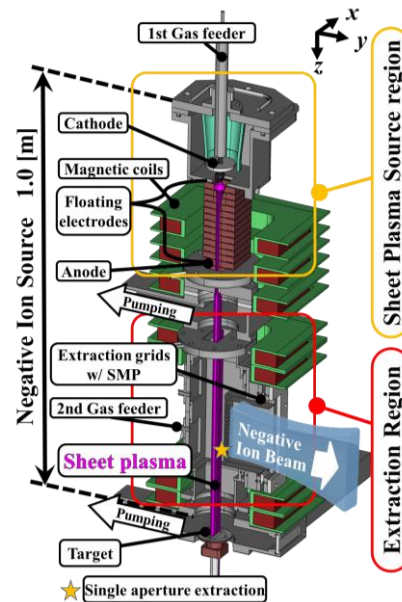 1st Gas feeder
x
y
z
Cathode
Magnetic coils
Floating
electrodes
Anode
Pumping
Extraction grids
w/ SMP
2nd Gas feeder
Negative
Ion Beam
Sheet plasma
Pumping
Target
Single aperture extraction
Negative Ion Source 1.0 [m]
Sheet Plasma Source region
Extraction Region